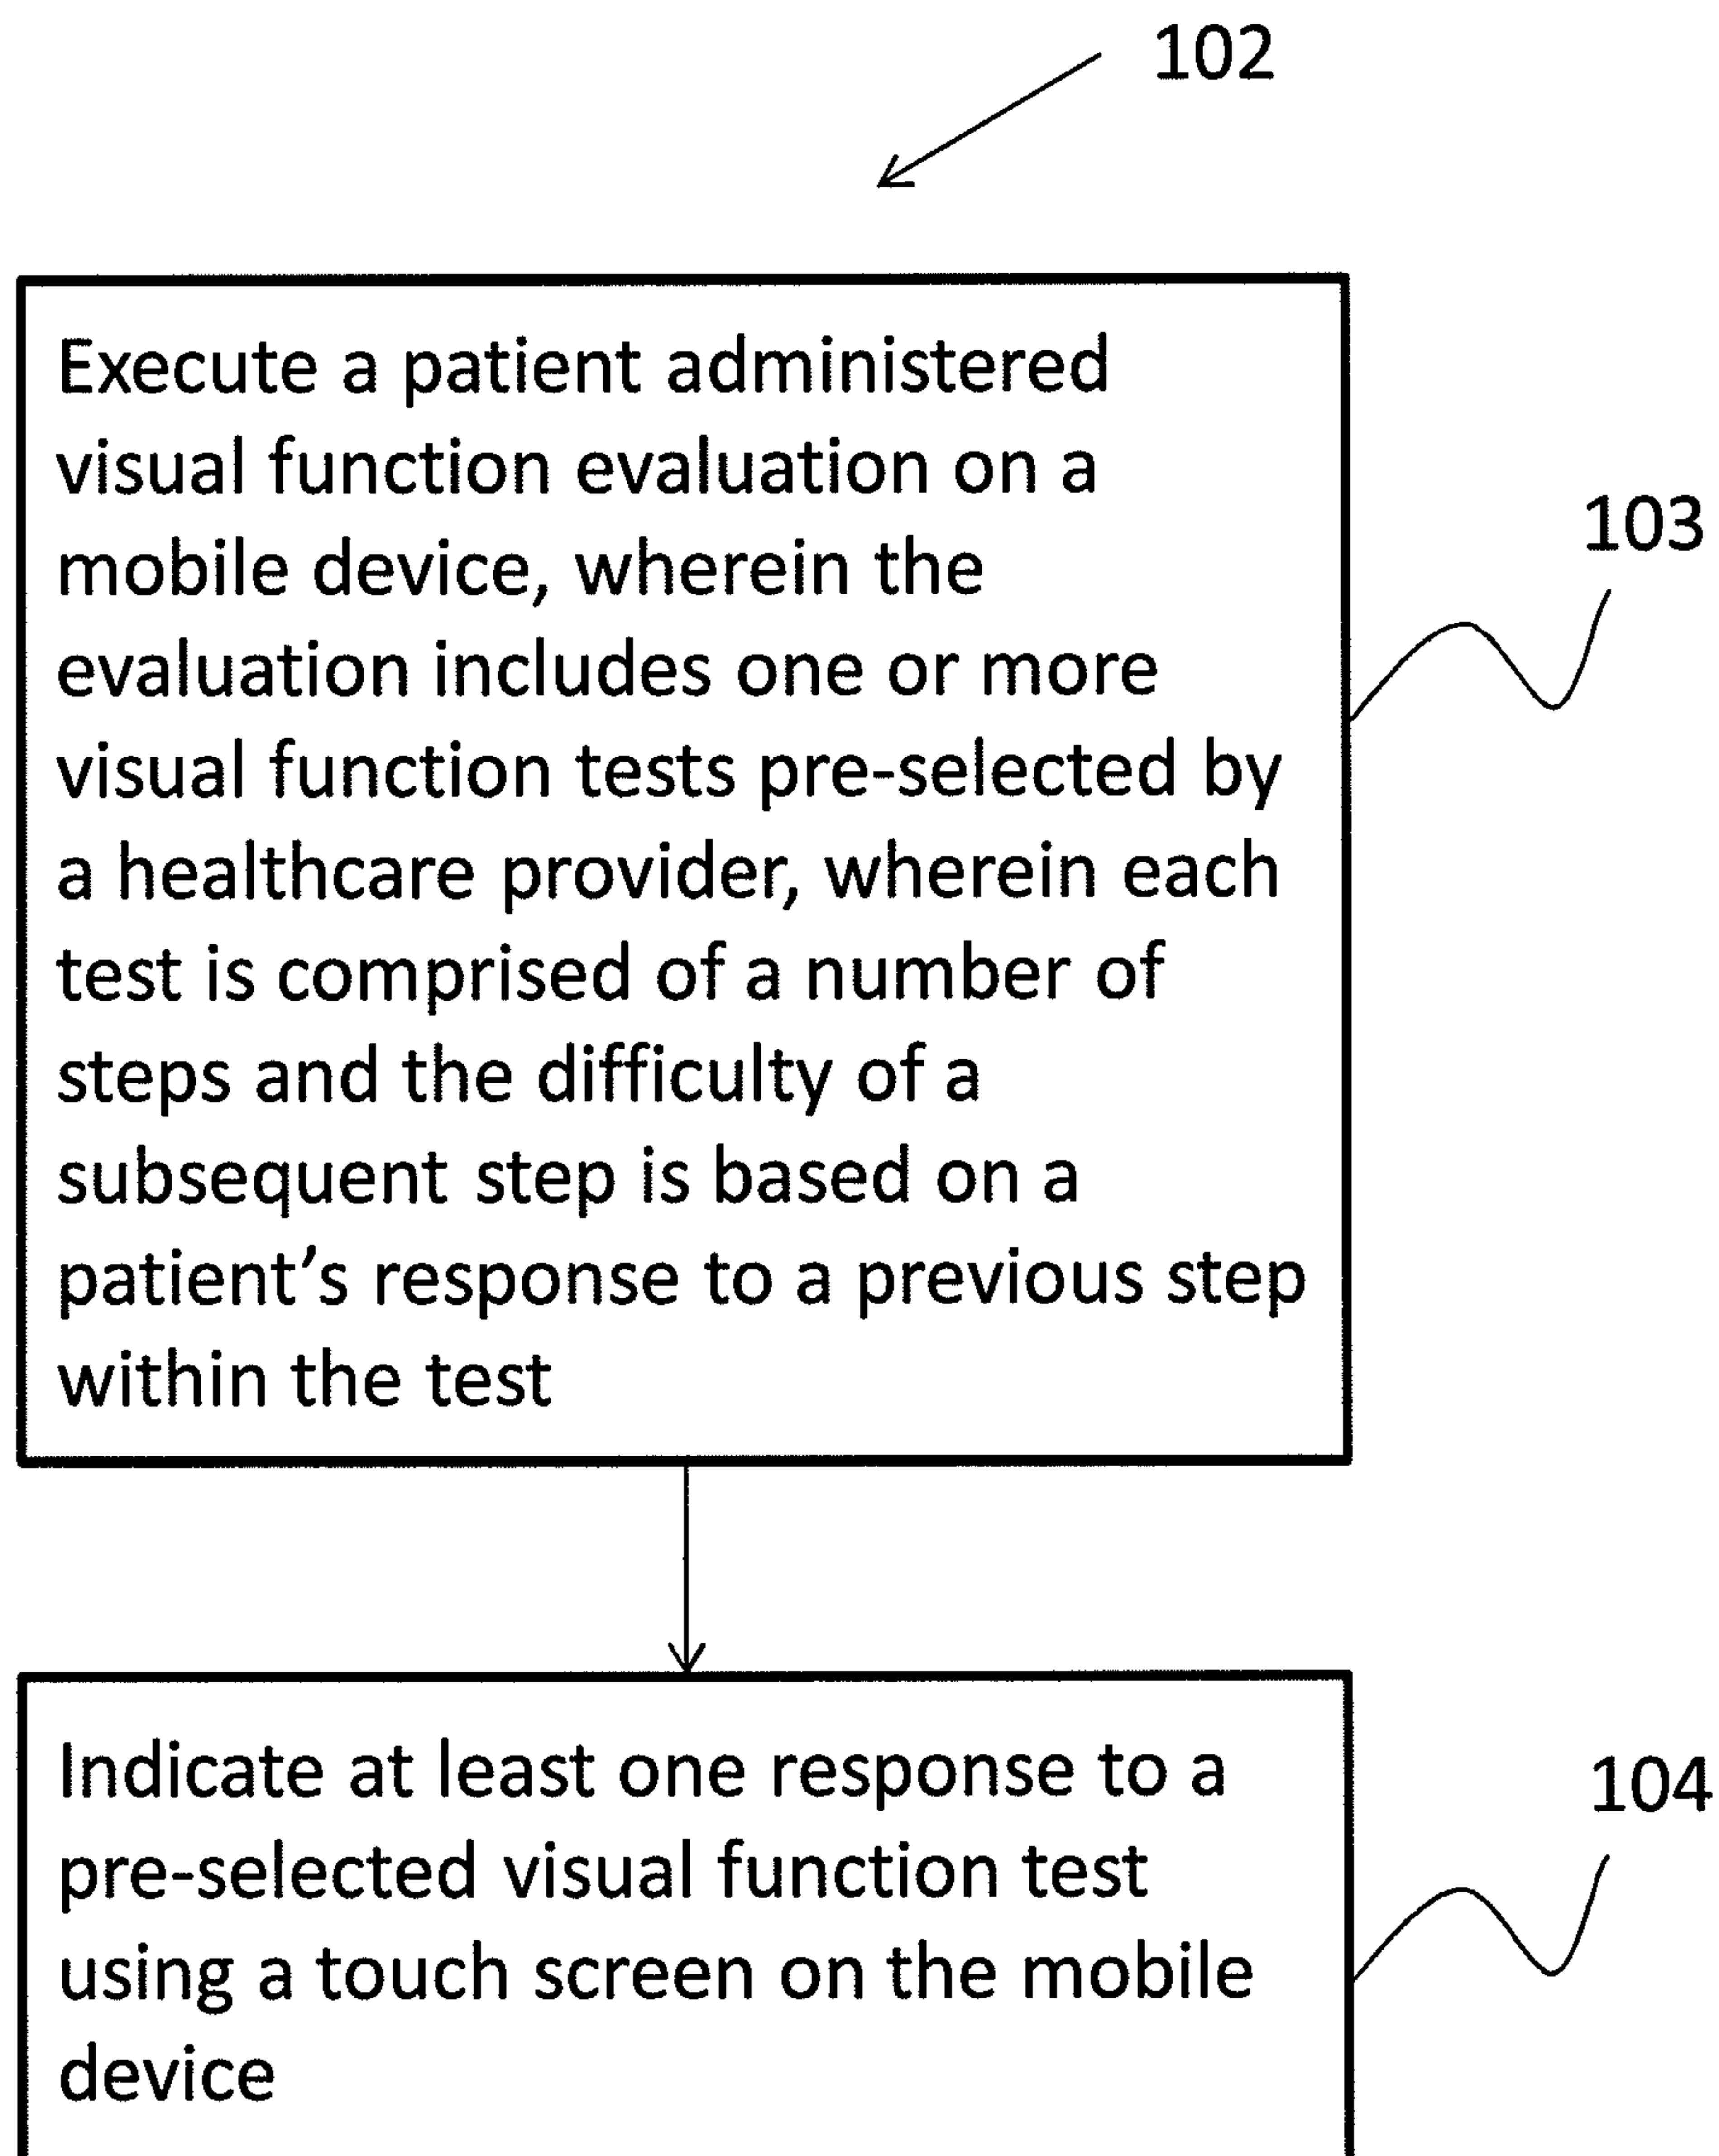 102
Execute a patient administered
visual function evaluation on a
mobile device, wherein the
evaluation includes one or more
visual function tests pre-selected by
a healthcare provider, wherein each
test is comprised of a number of
steps and the difficulty of a
subsequent step is based on a
patient’s response to a previous step
within the test
103
Indicate at least one response to a
pre-selected visual function test
using a touch screen on the mobile
device
104